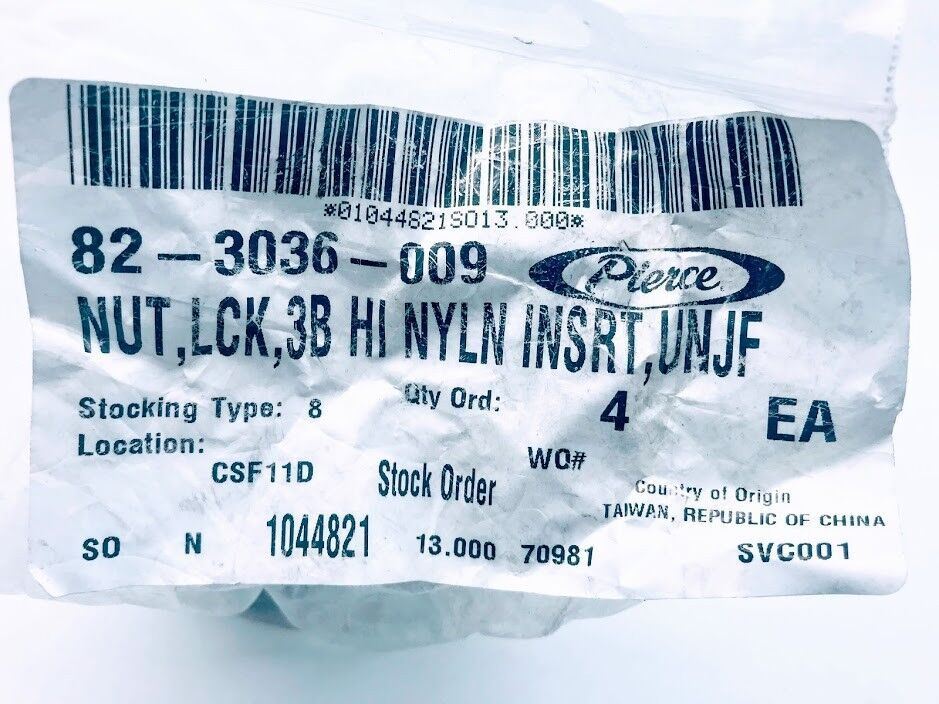 *01044821SO13.000*
82-3036-009 Pierce
NUT,LCK,3B HI NYLN INSRT,UNJF
Stocking Type: 8 Qty Ord: 4 EA
Location:
CSF11D Stock Order WO#
Country of Origin
TAIWAN, REPUBLIC OF CHINA
SO N 1044821 13.000 70981 SVC001